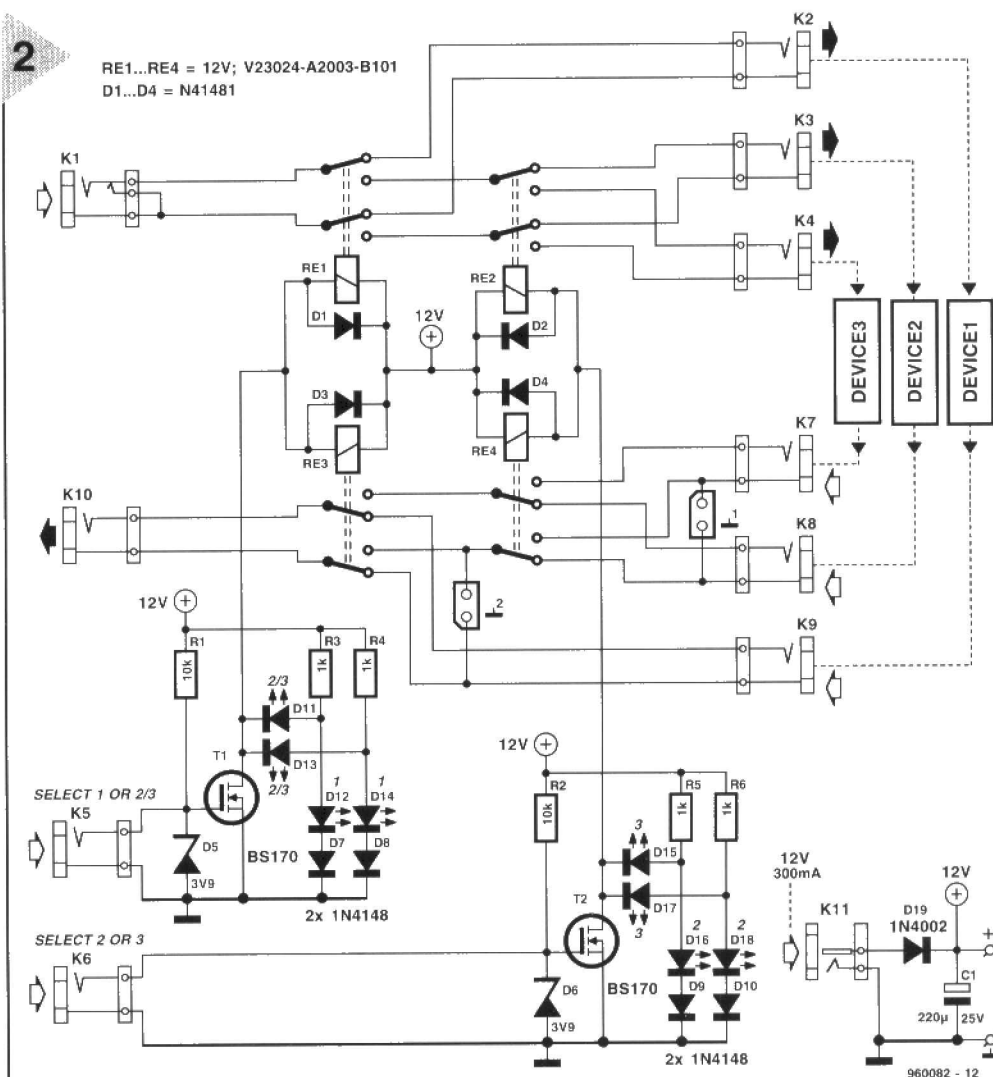 2
RE1...RE4 = 12V; V23024-A2003-B101
D1...D4 = N41481
K1
K2
K3
K4
RE1
D1
12V
RE2
D2
D3
RE3
D4
RE4
DEVICE3
DEVICE2
DEVICE1
K7
1
K8
K10
2
K9
12V
R1
10k
R3
1k
R4
1k
2/3
D11
D13
2/3
T1
1
D12
1
D14
SELECT 1 OR 2/3
K5
D5
3V9
BS170
D7
D8
2x 1N4148
12V
R2
10k
R5
1k
R6
1k
3
D15
D17
3
T2
2
D16
2
D18
SELECT 2 OR 3
K6
D6
3V9
BS170
D9
D10
2x 1N4148
12V
300mA
K11
D19
1N4002
12V
+
C1
220µ
25V
960082 - 12